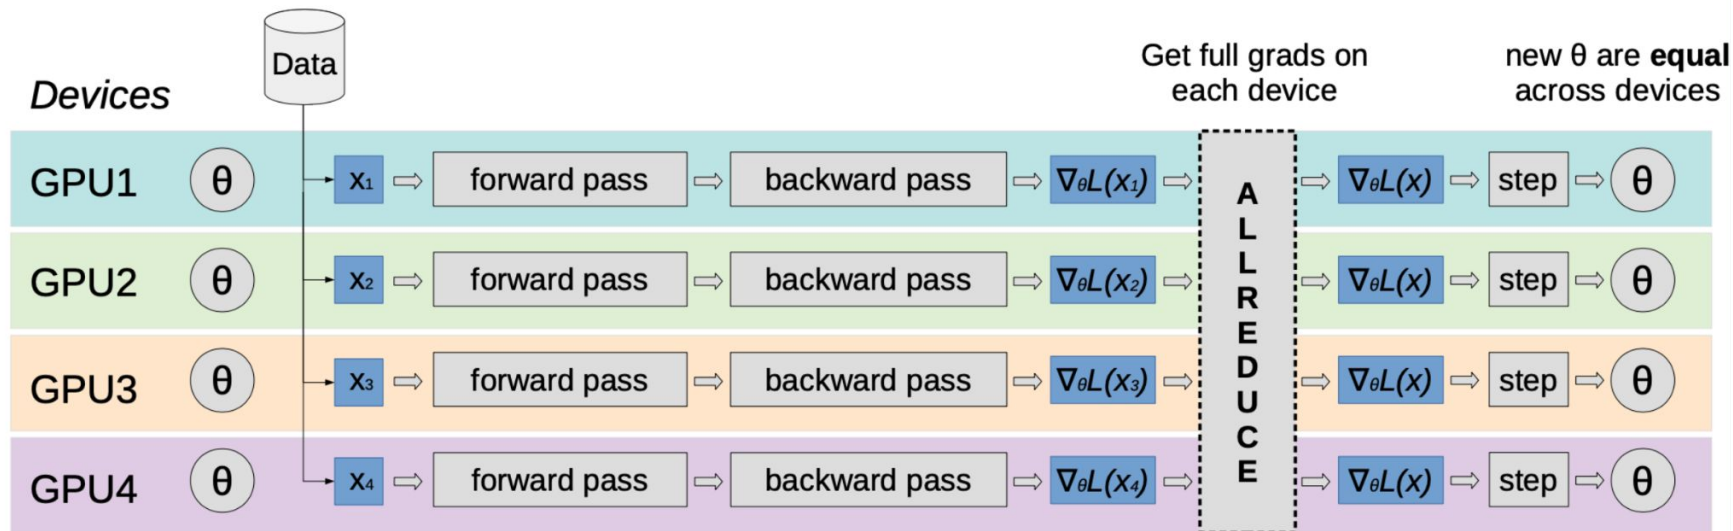 Data
Get full grads on
each device
new θ are equal
across devices
Devices
GPU1 θ x₁ forward pass backward pass ∇θL(x₁) ∇θL(x) step θ
GPU2 θ x₂ forward pass backward pass ∇θL(x₂) ∇θL(x) step θ
GPU3 θ x₃ forward pass backward pass ∇θL(x₃) ∇θL(x) step θ
GPU4 θ x₄ forward pass backward pass ∇θL(x₄) ∇θL(x) step θ
ALLREDUCE